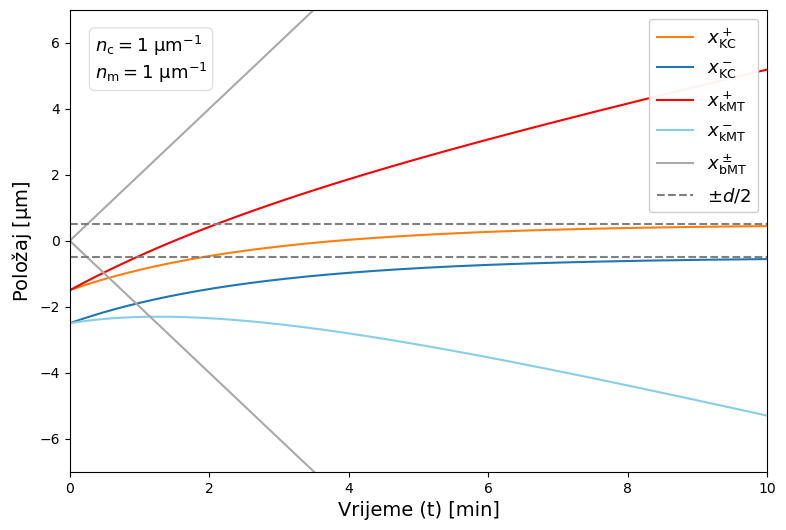 n_c = 1 µm⁻¹
n_m = 1 µm⁻¹
x⁺_KC
x⁻_KC
x⁺_kMT
x⁻_kMT
x^±_bMT
±d/2
6
4
2
0
−2
−4
−6
Položaj [µm]
0 2 4 6 8 10
Vrijeme (t) [min]